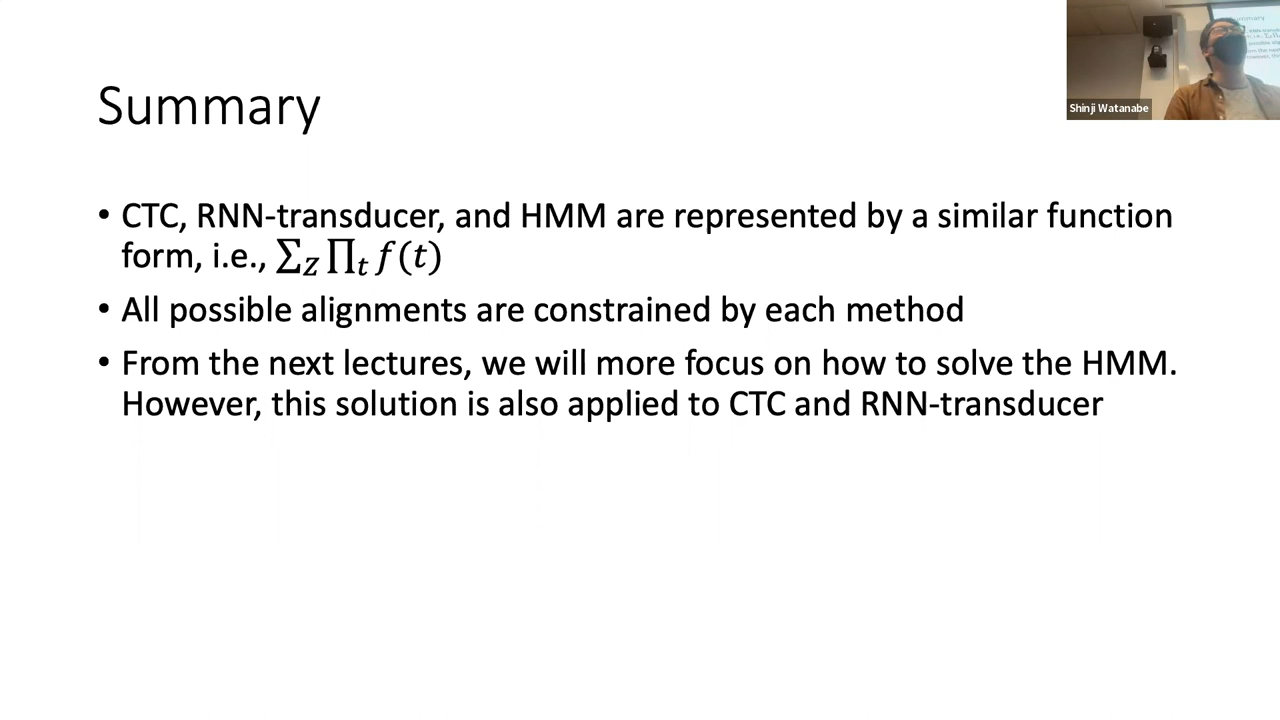 Summary
• CTC, RNN-transducer, and HMM are represented by a similar function
form, i.e., ∑_Z ∏_t f(t)
• All possible alignments are constrained by each method
• From the next lectures, we will more focus on how to solve the HMM.
However, this solution is also applied to CTC and RNN-transducer
Shinji Watanabe